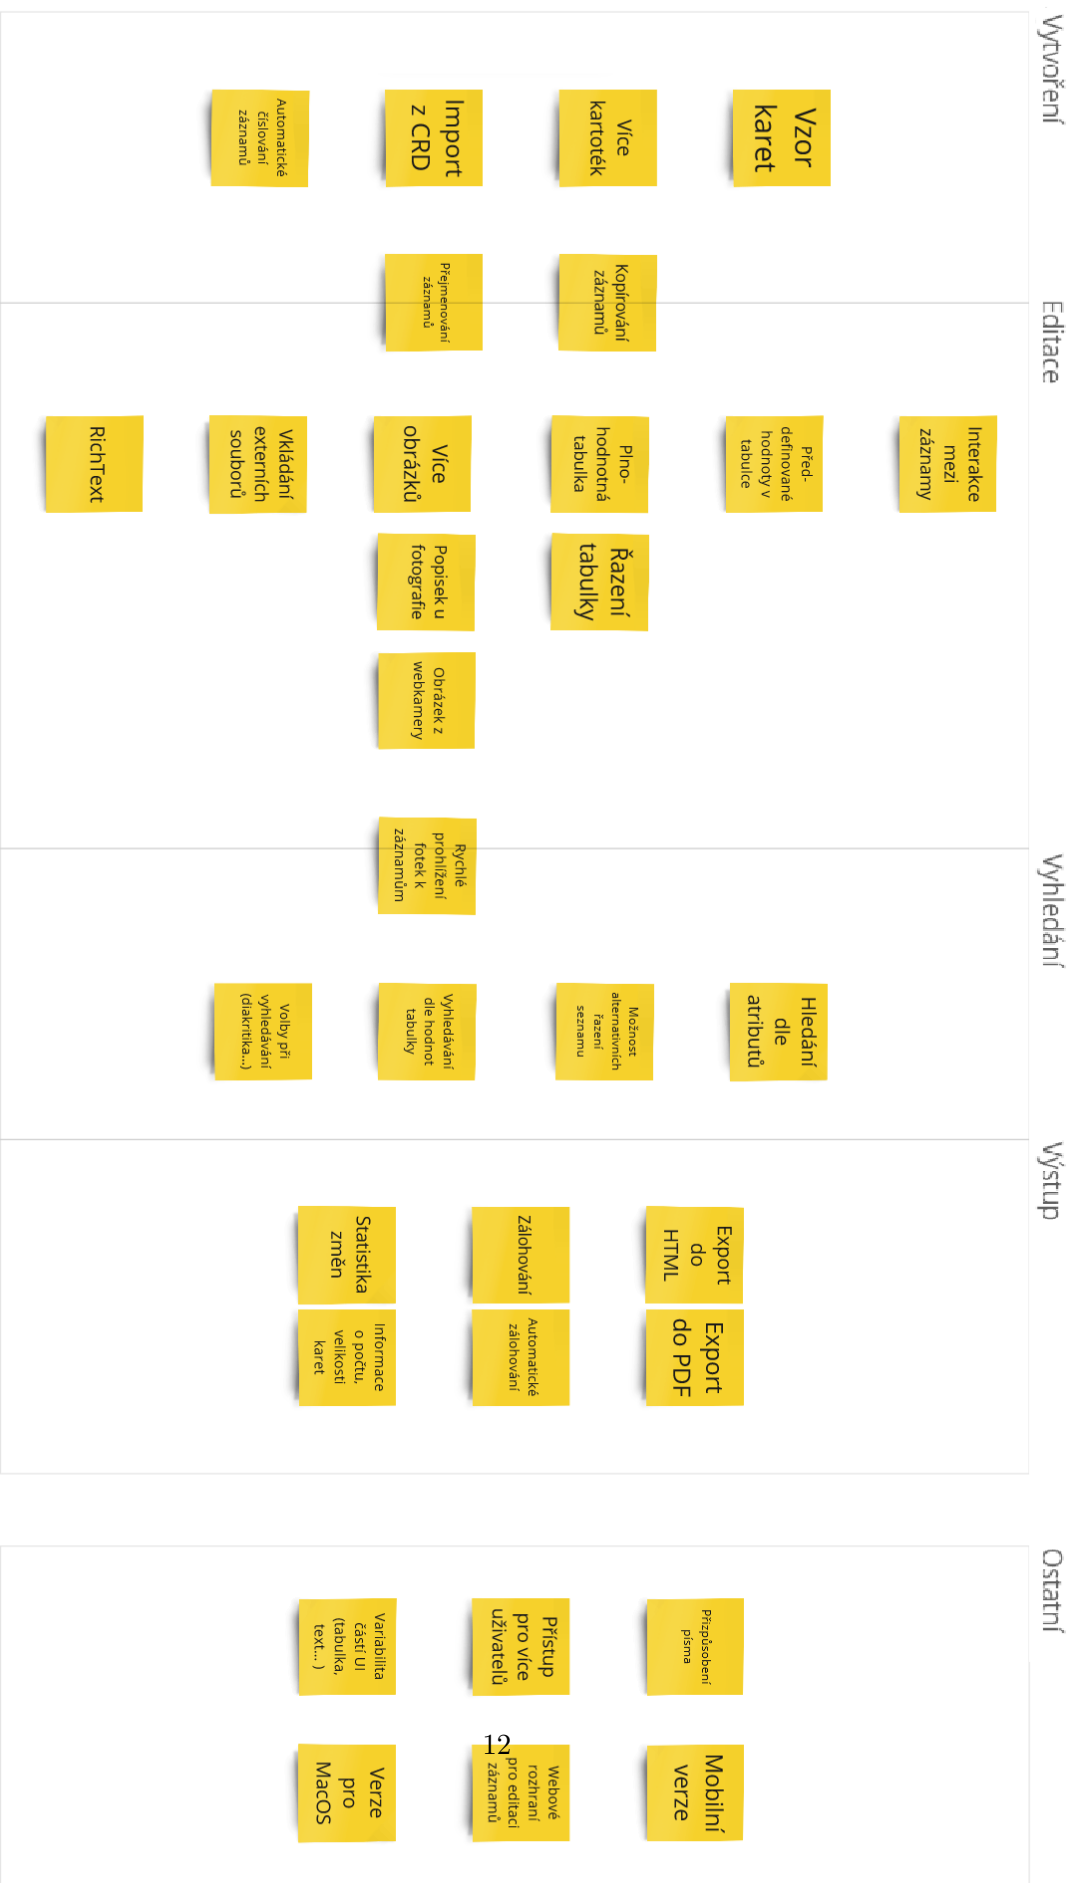 Vytvoření
Vzor
karet
Více
kartoték
Import
z CRD
Automatické
číslování
záznamů
Kopírování
záznamů
Přejmenování
záznamů
Editace
Interakce
mezi
záznamy
Před-
definované
hodnoty v
tabulce
Plno-
hodnotná
tabulka
Více
obrázků
Vkládání
externích
souborů
RichText
Řazení
tabulky
Popisek u
fotografie
Obrázek z
webkamery
Rychlé
prohlížení
fotek k
záznamům
Vyhledání
Hledání
dle
atributů
Možnost
alternativních
řazení
seznamu
Vyhledávání
dle hodnot
tabulky
Volby při
vyhledávání
(diakritika...)
Výstup
Export
do
HTML
Zálohování
Statistika
změn
Export
do PDF
Automatické
zálohování
Informace
o počtu,
velikosti
karet
Ostatní
Přizpůsobení
písma
Přístup
pro více
uživatelů
Variabilita
částí UI
(tabulka,
text... )
Mobilní
verze
Webové
rozhraní
pro editaci
záznamů
Verze
pro
MacOS
12